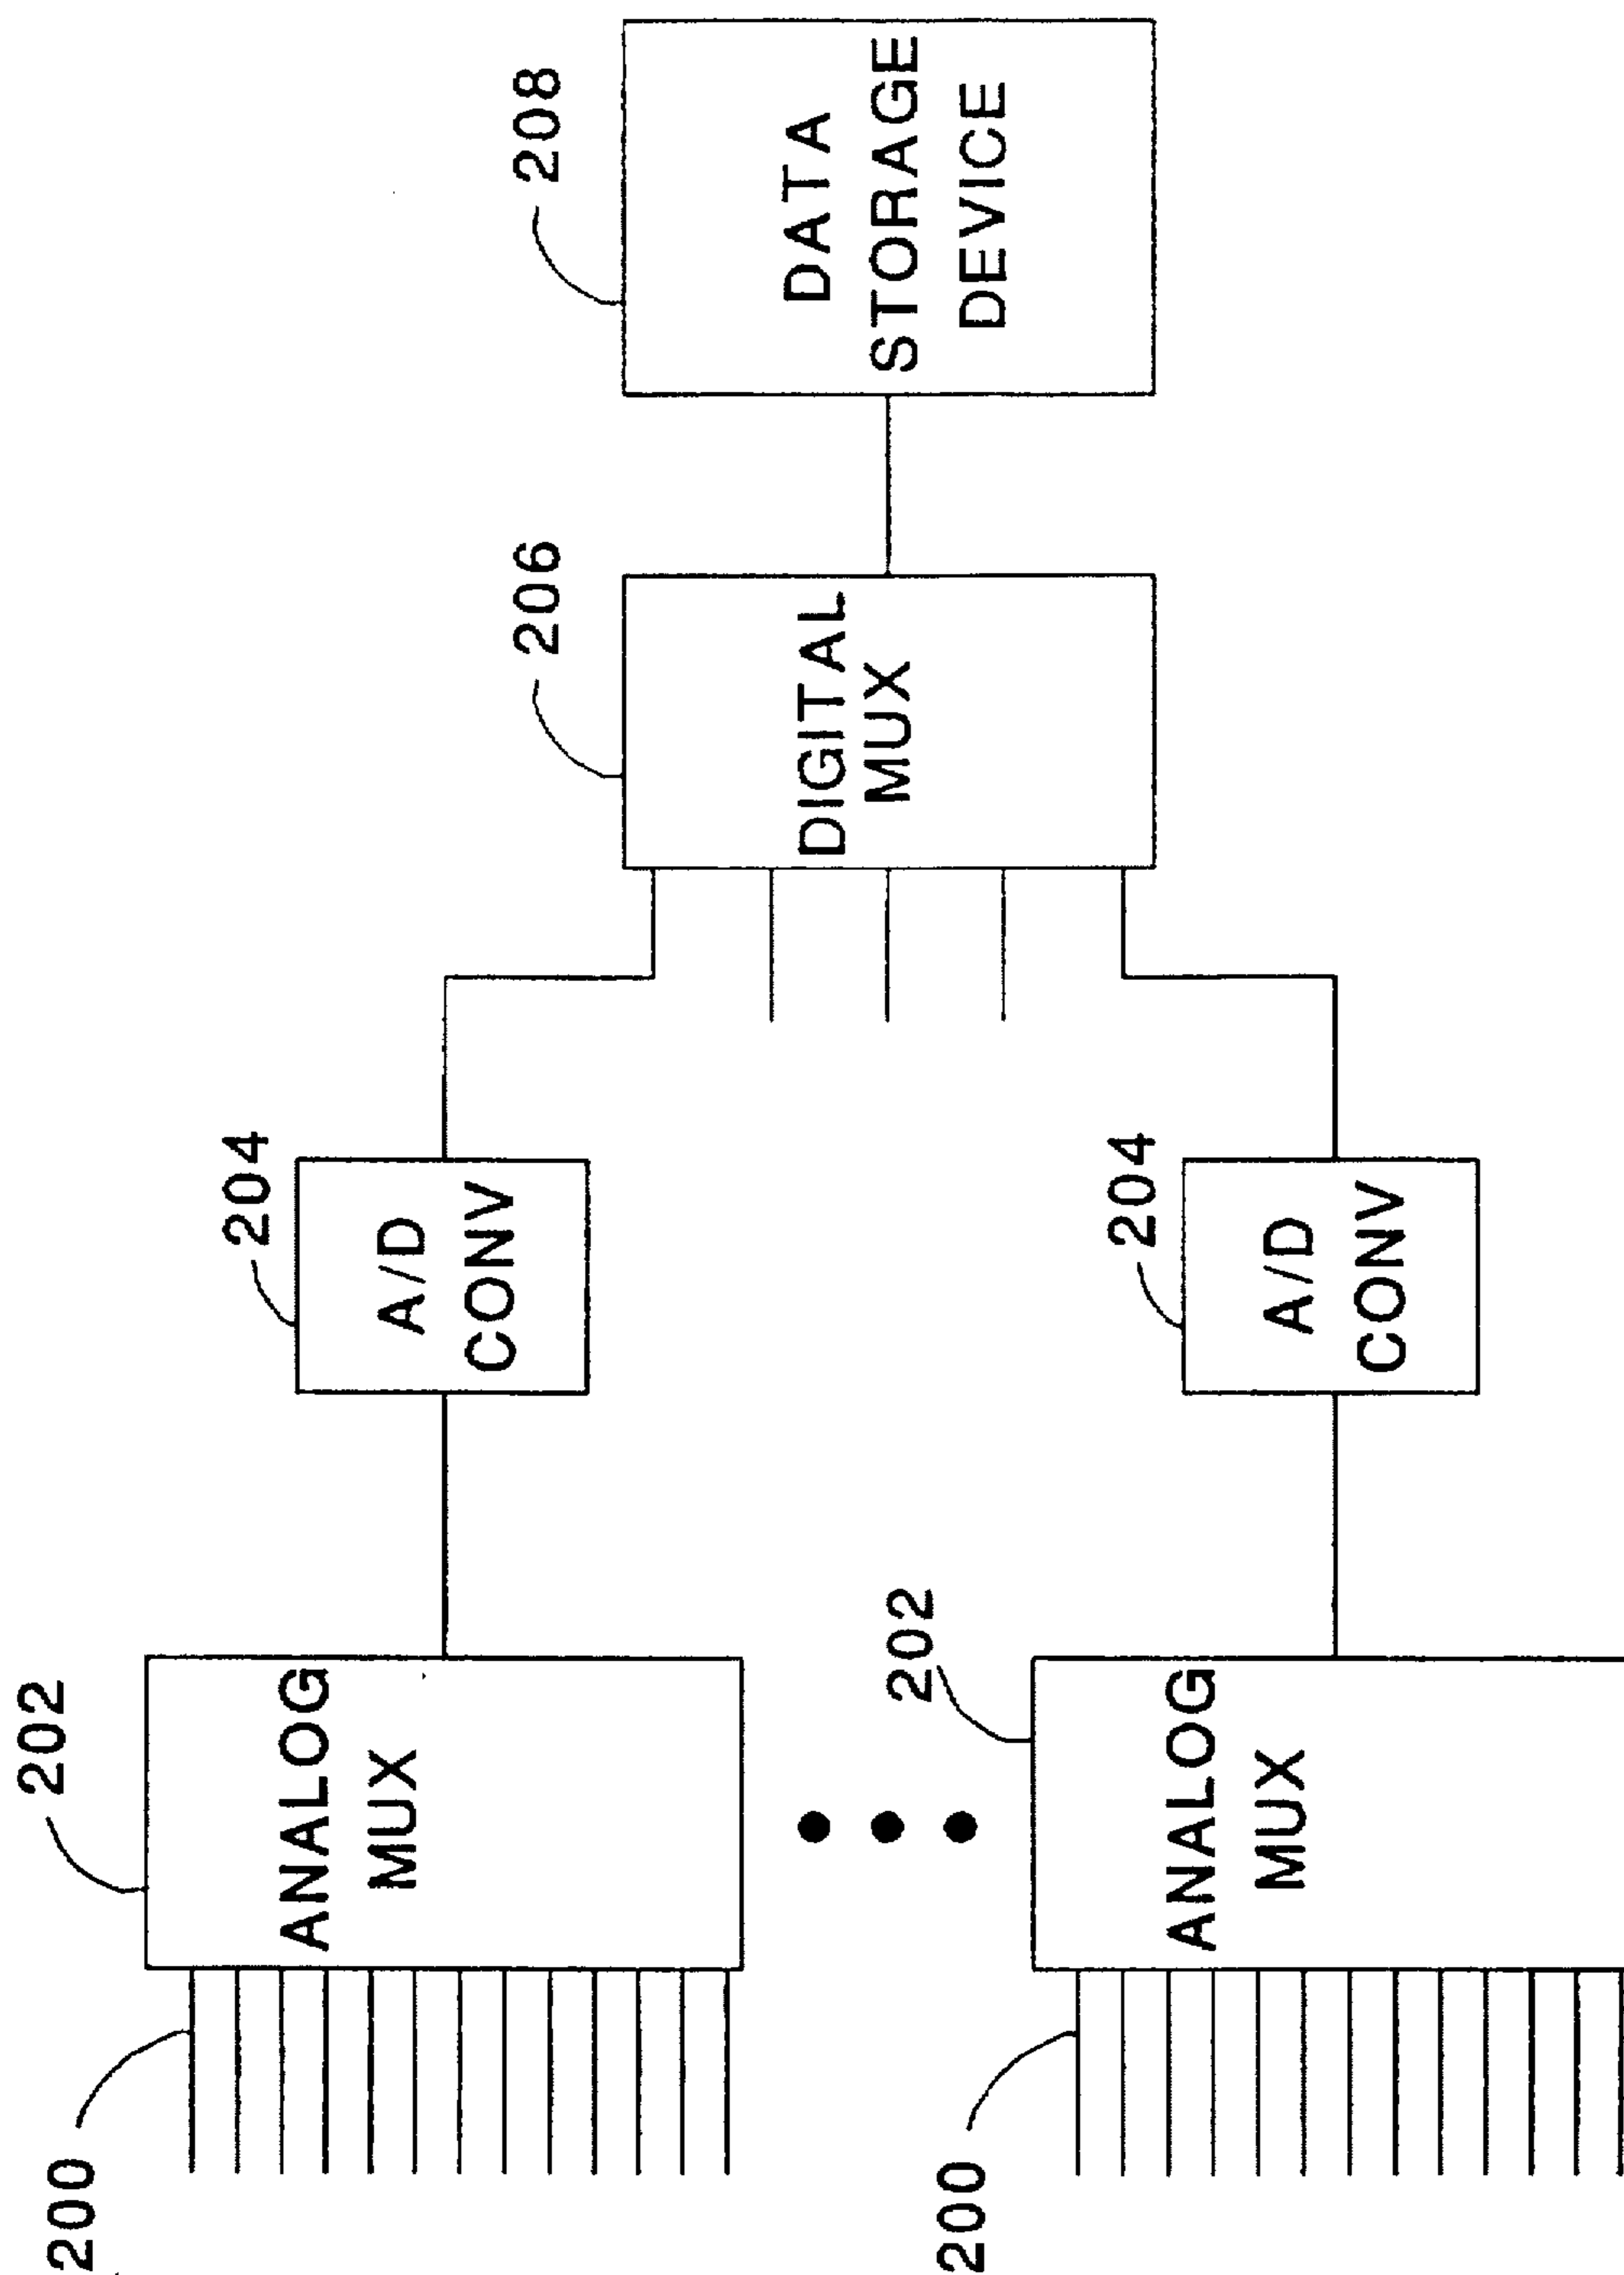 200
202
ANALOG
MUX
204
A/D
CONV
206
DIGITAL
MUX
208
DATA
STORAGE
DEVICE
200
202
ANALOG
MUX
204
A/D
CONV